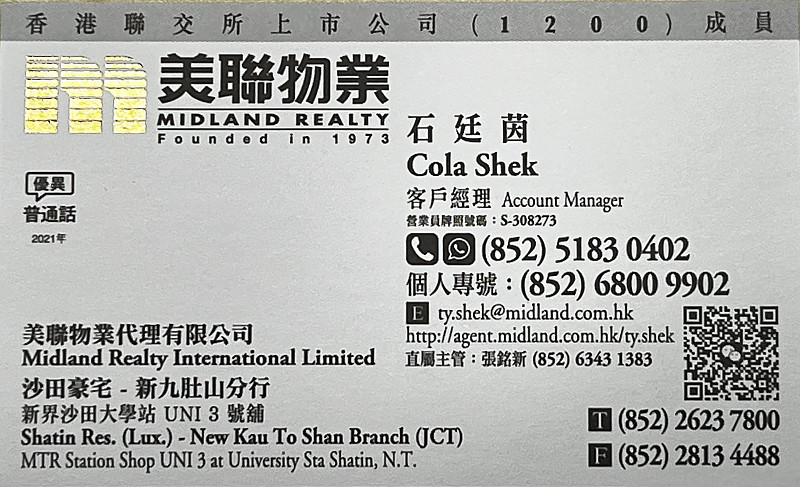 香港聯交所上市公司(1200)成員
美聯物業
MIDLAND REALTY
Founded in 1973
優異
普通話
2021年
石廷茵
Cola Shek
客戶經理 Account Manager
營業員牌照號碼：S-308273
(852) 5183 0402
個人專號：(852) 6800 9902
E ty.shek@midland.com.hk
http://agent.midland.com.hk/ty.shek
直屬主管：張銘新 (852) 6343 1383
美聯物業代理有限公司
Midland Realty International Limited
沙田豪宅 - 新九肚山分行
新界沙田大學站 UNI 3 號舖
Shatin Res. (Lux.) - New Kau To Shan Branch (JCT)
MTR Station Shop UNI 3 at University Sta Shatin, N.T.
T (852) 2623 7800
F (852) 2813 4488